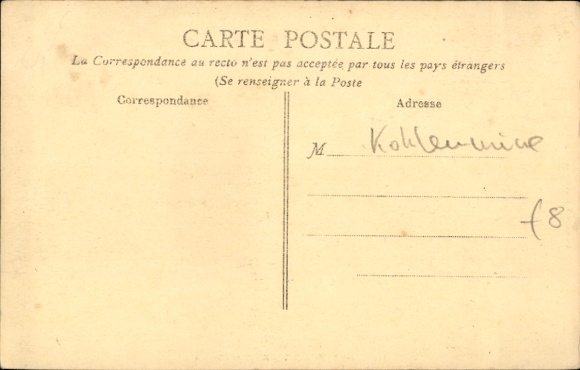 CARTE POSTALE
La Correspondance au recto n'est pas acceptée par tous les pays étrangers
(Se renseigner à la Poste
Correspondance
Adresse
M Kohlenmine
8